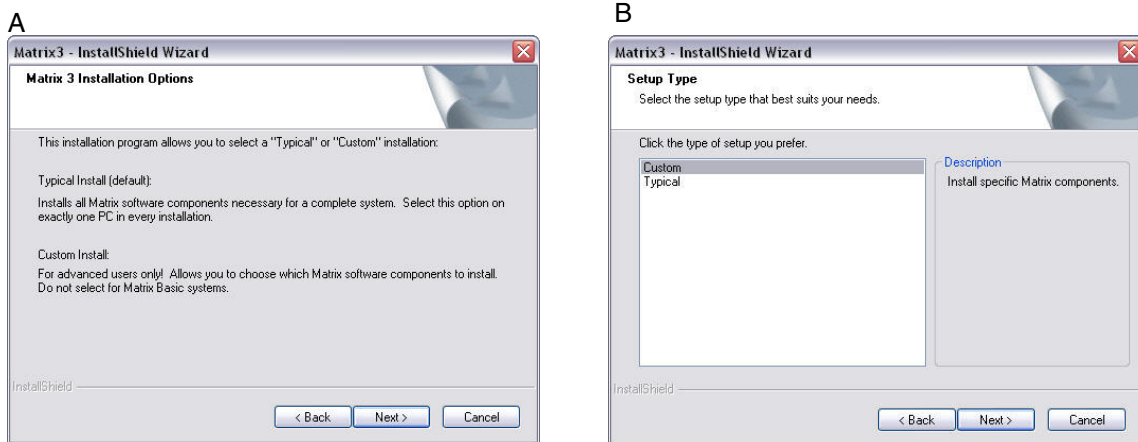 A
Matrix3 - InstallShield Wizard
Matrix 3 Installation Options
This installation program allows you to select a "Typical" or "Custom" installation:
Typical Install (default):
Installs all Matrix software components necessary for a complete system. Select this option on
exactly one PC in every installation.
Custom Install:
For advanced users only! Allows you to choose which Matrix software components to install.
Do not select for Matrix Basic systems.
InstallShield
< Back
Next >
Cancel
B
Matrix3 - InstallShield Wizard
Setup Type
Select the setup type that best suits your needs.
Click the type of setup you prefer.
Custom
Typical
Description
Install specific Matrix components.
InstallShield
< Back
Next >
Cancel